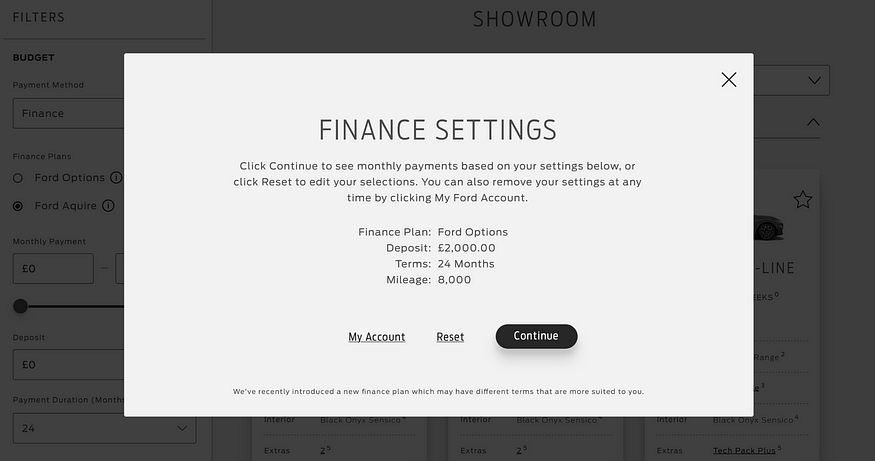 FILTERS
SHOWROOM
BUDGET
Payment Method
Finance
Finance Plans
Ford Options
Ford Aquire
Monthly Payment
£0
–
Deposit
£0
Payment Duration (Month
24
FINANCE SETTINGS
Click Continue to see monthly payments based on your settings below, or
click Reset to edit your selections. You can also remove your settings at any
time by clicking My Ford Account.
Finance Plan: Ford Options
Deposit: £2,000.00
Terms: 24 Months
Mileage: 8,000
My Account Reset Continue
We've recently introduced a new finance plan which may have different terms that are more suited to you.
-LINE
EEKS 0
Range 2
e 3
Interior Black Onyx Sensico 4
Extras 2 5
Interior Black Onyx Sensico
Extras 2 5
Interior Black Onyx Sensico 4
Extras Tech Pack Plus 5